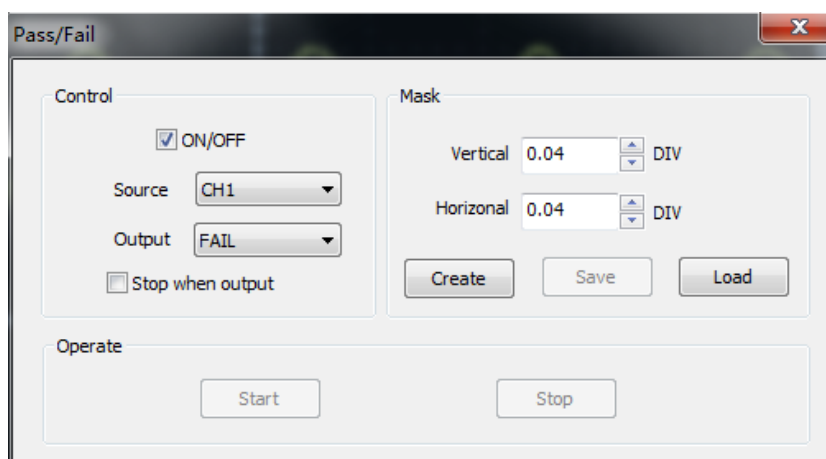 Pass/Fail
Control
ON/OFF
Source CH1
Output FAIL
Stop when output
Mask
Vertical 0.04 DIV
Horizonal 0.04 DIV
Create Save Load
Operate
Start Stop